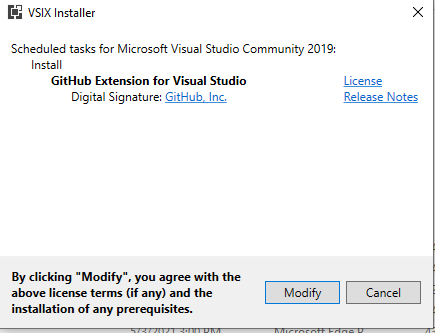 VSIX Installer
Scheduled tasks for Microsoft Visual Studio Community 2019:
Install
GitHub Extension for Visual Studio License
Digital Signature: GitHub, Inc. Release Notes
By clicking "Modify", you agree with the
above license terms (if any) and the
installation of any prerequisites.
Modify Cancel
5/3/2021 3:00 PM Microsoft Edge P